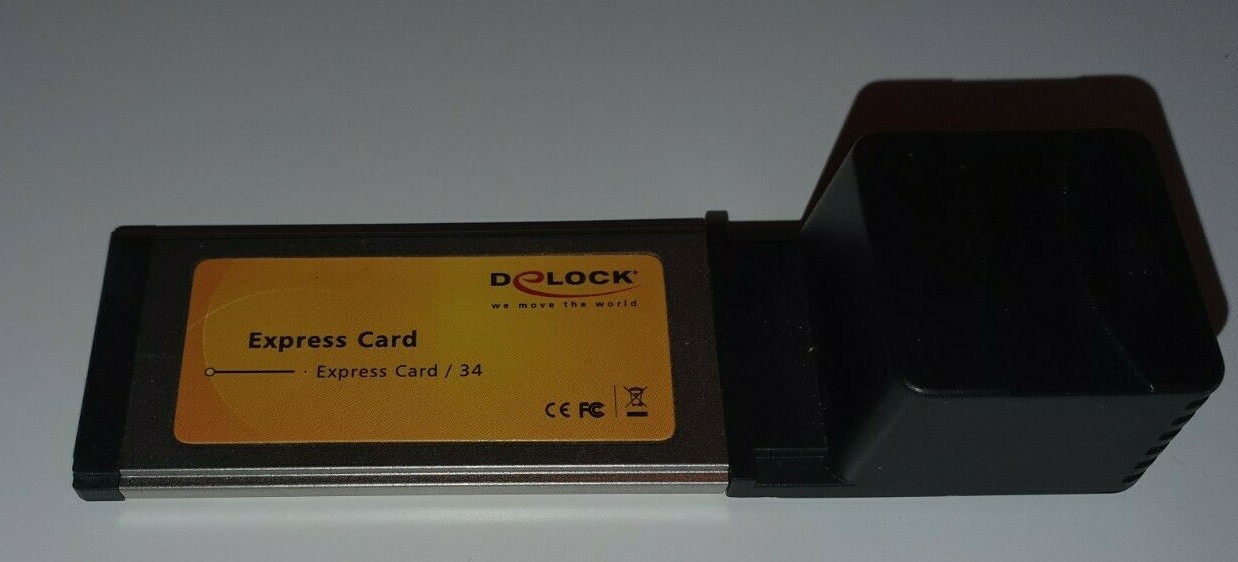 DeLOCK
we move the world
Express Card
· Express Card / 34
CE FC